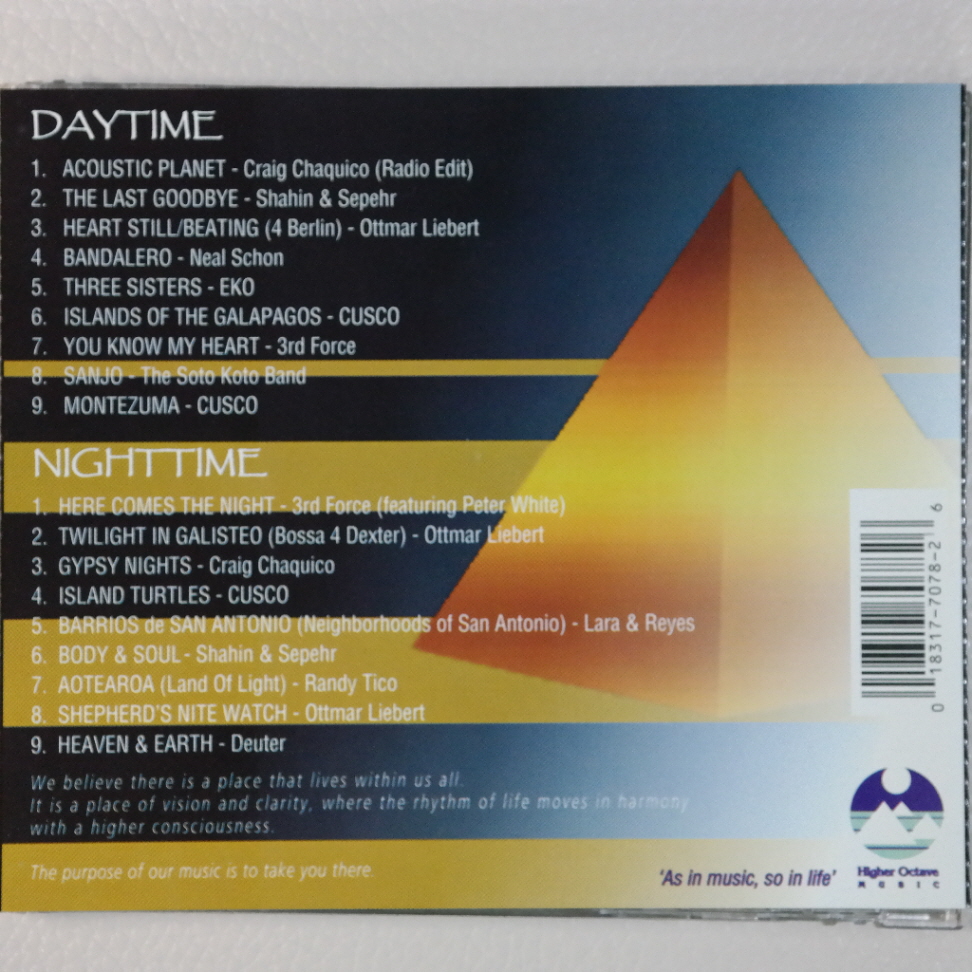 DAYTIME
1. ACOUSTIC PLANET - Craig Chaquico (Radio Edit)
2. THE LAST GOODBYE - Shahin & Sepehr
3. HEART STILL/BEATING (4 Berlin) - Ottmar Liebert
4. BANDALERO - Neal Schon
5. THREE SISTERS - EKO
6. ISLANDS OF THE GALAPAGOS - CUSCO
7. YOU KNOW MY HEART - 3rd Force
8. SANJO - The Soto Koto Band
9. MONTEZUMA - CUSCO
NIGHTTIME
1. HERE COMES THE NIGHT - 3rd Force (featuring Peter White)
2. TWILIGHT IN GALISTEO (Bossa 4 Dexter) - Ottmar Liebert
3. GYPSY NIGHTS - Craig Chaquico
4. ISLAND TURTLES - CUSCO
5. BARRIOS de SAN ANTONIO (Neighborhoods of San Antonio) - Lara & Reyes
6. BODY & SOUL - Shahin & Sepehr
7. AOTEAROA (Land Of Light) - Randy Tico
8. SHEPHERD'S NITE WATCH - Ottmar Liebert
9. HEAVEN & EARTH - Deuter
We believe there is a place that lives within us all.
It is a place of vision and clarity, where the rhythm of life moves in harmony
with a higher consciousness.
The purpose of our music is to take you there.
'As in music, so in life'
0 18317-7078-2 6
Higher Octave
MUSIC